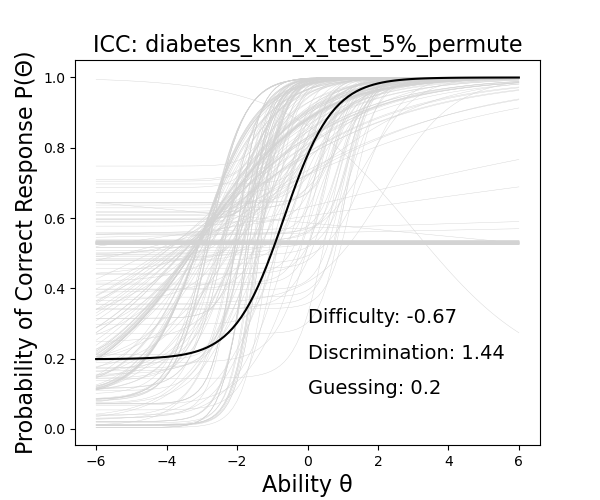 ICC: diabetes_knn_x_test_5%_permute
Probability of Correct Response P(Θ)
1.0
0.8
0.6
0.4
0.2
0.0
Difficulty: -0.67
Discrimination: 1.44
Guessing: 0.2
−6 −4 −2 0 2 4 6
Ability θ